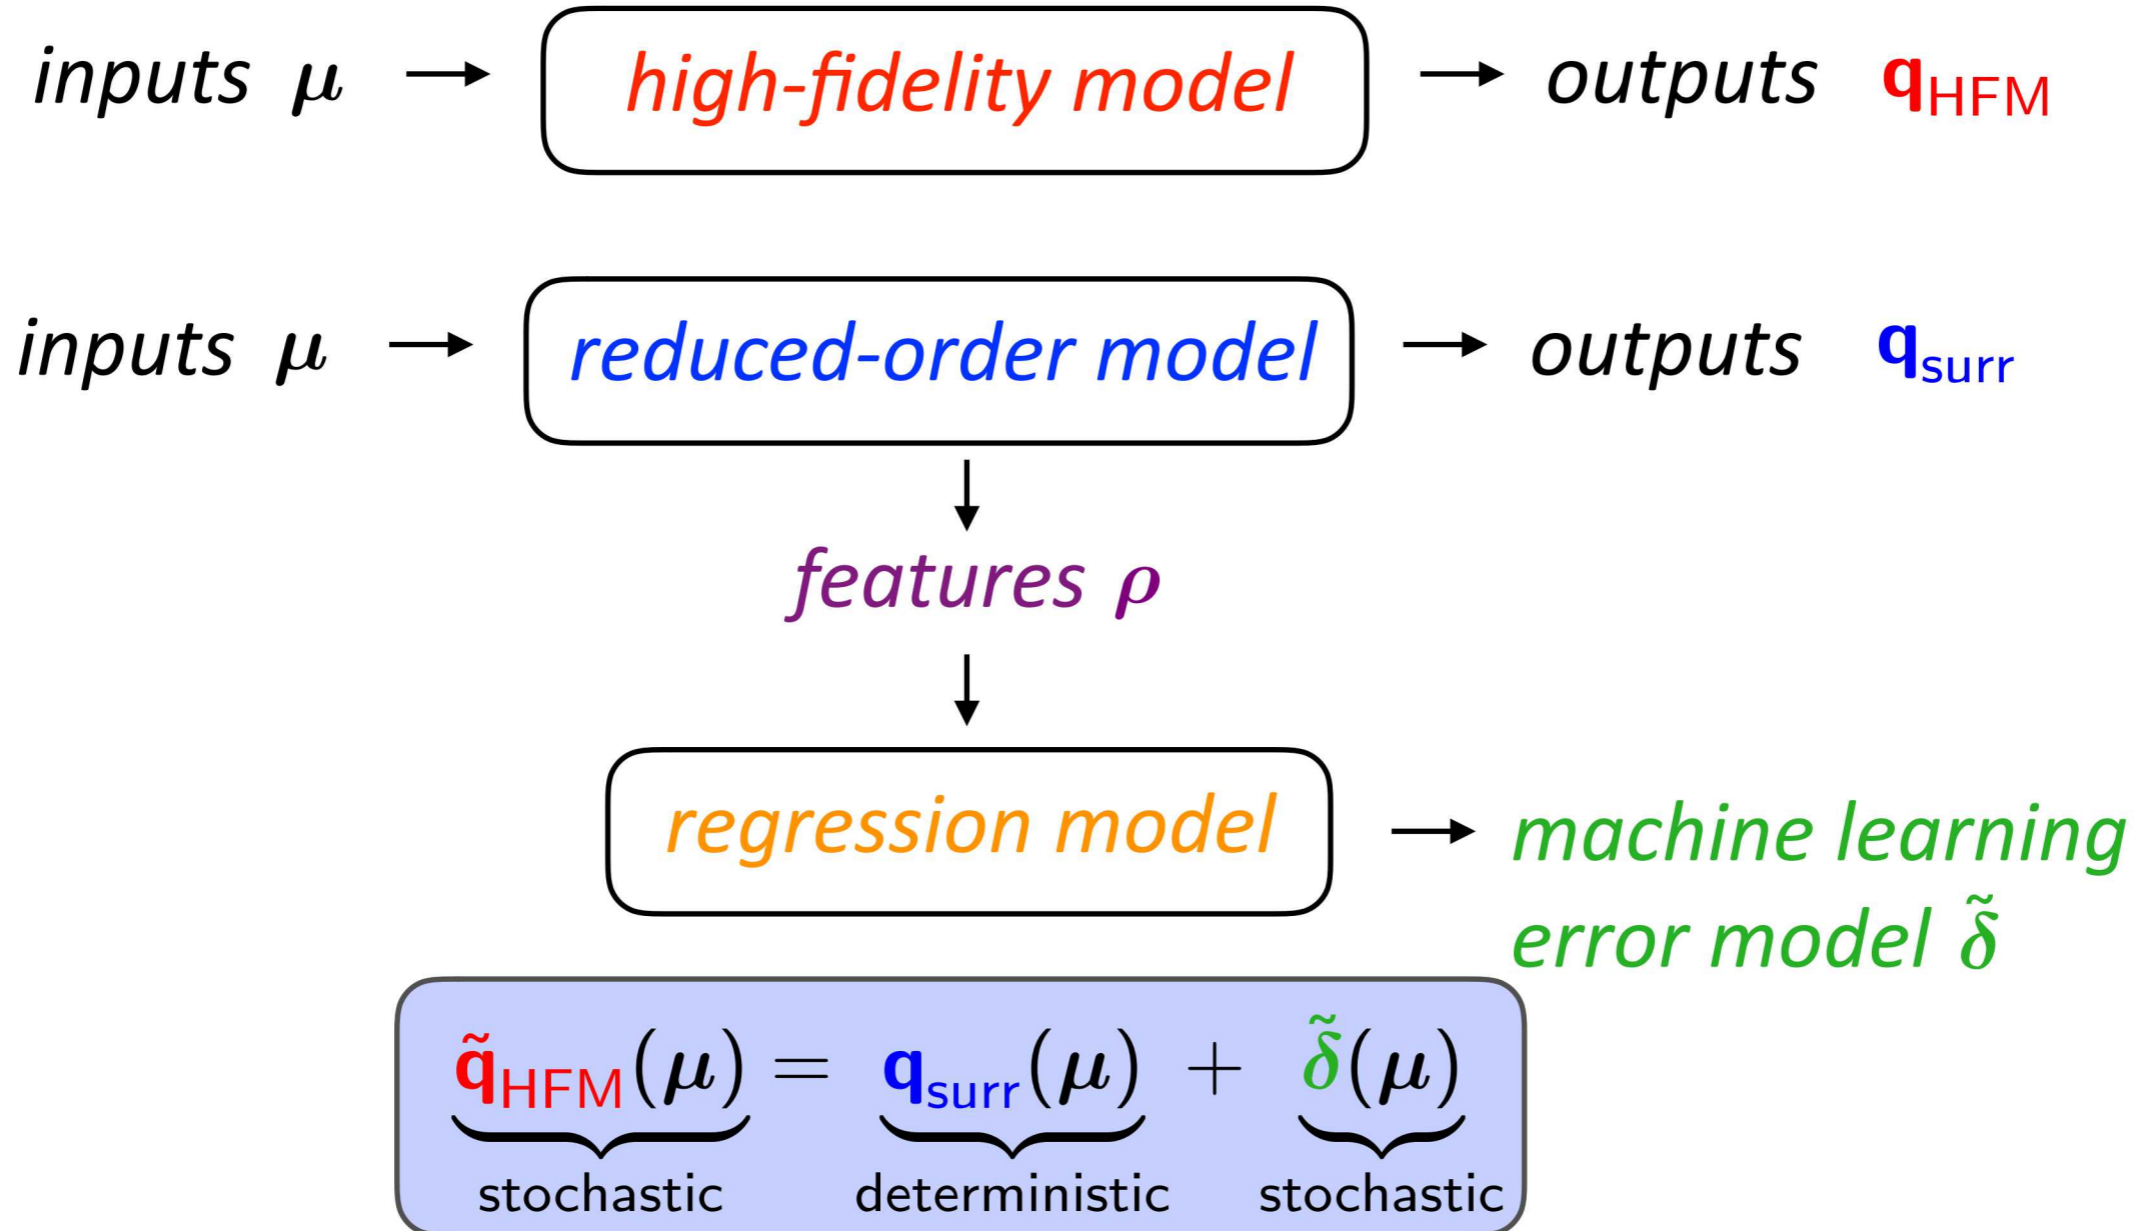 inputs μ → high-fidelity model → outputs q_HFM
inputs μ → reduced-order model → outputs q_surr
features ρ
regression model → machine learning
error model δ̃
q̃_HFM(μ) = q_surr(μ) + δ̃(μ)
stochastic deterministic stochastic